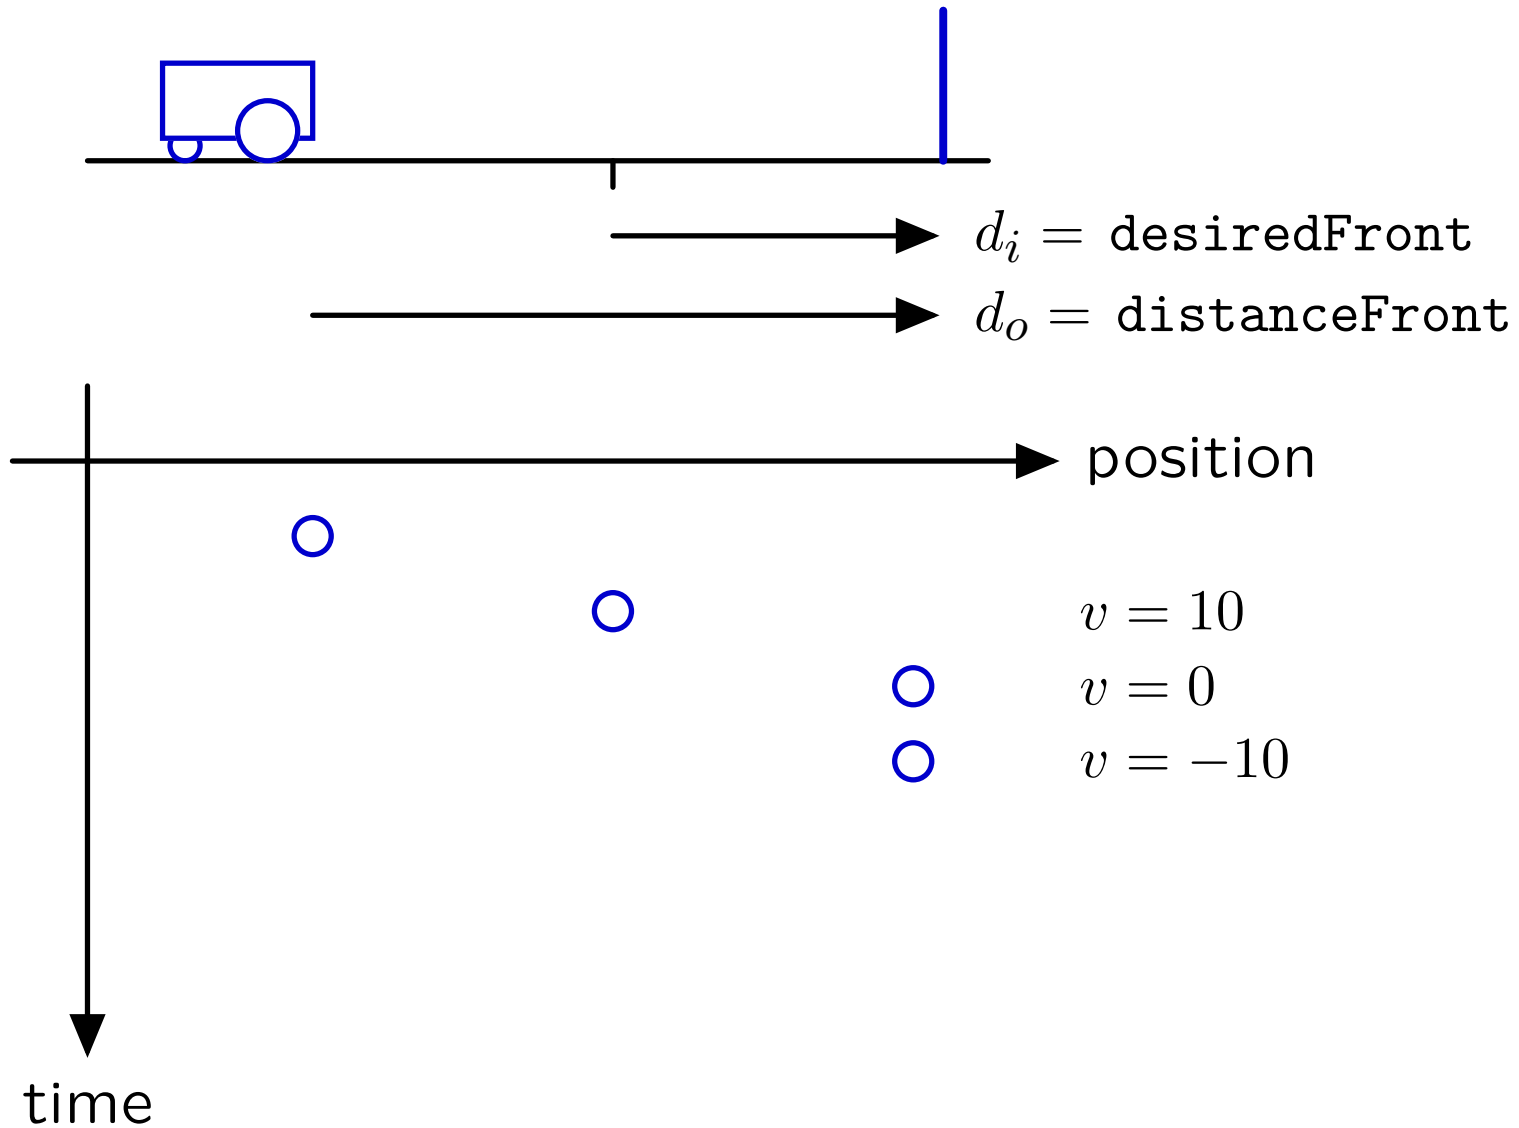 d_i = desiredFront
d_o = distanceFront
position
v = 10
v = 0
v = −10
time